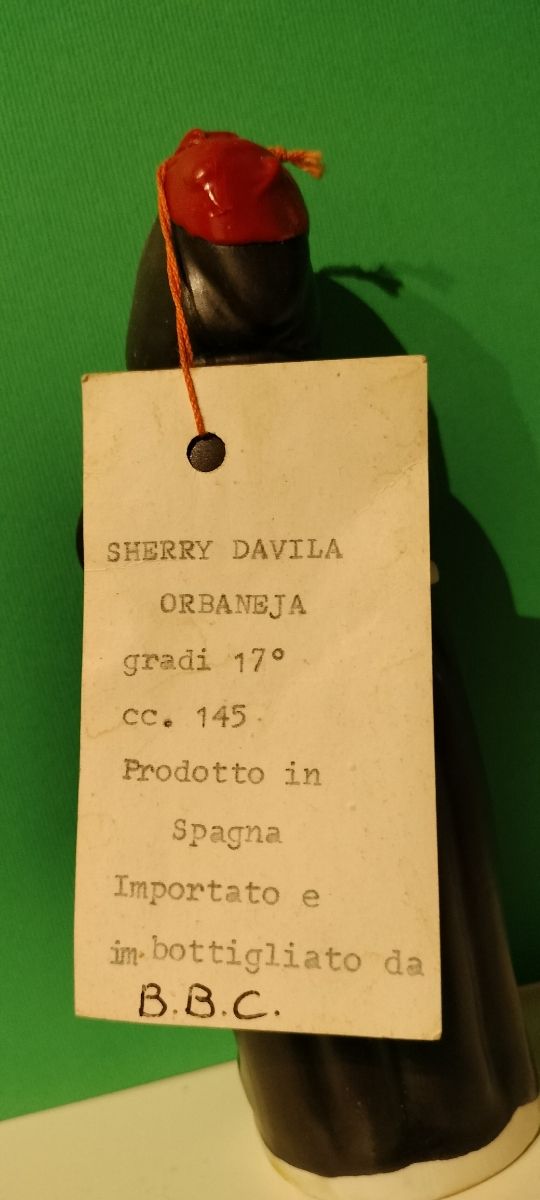 SHERRY DAVILA
ORBANEJA
gradi 17°
cc. 145
Prodotto in
Spagna
Importato e
imbottigliato da
B.B.C.